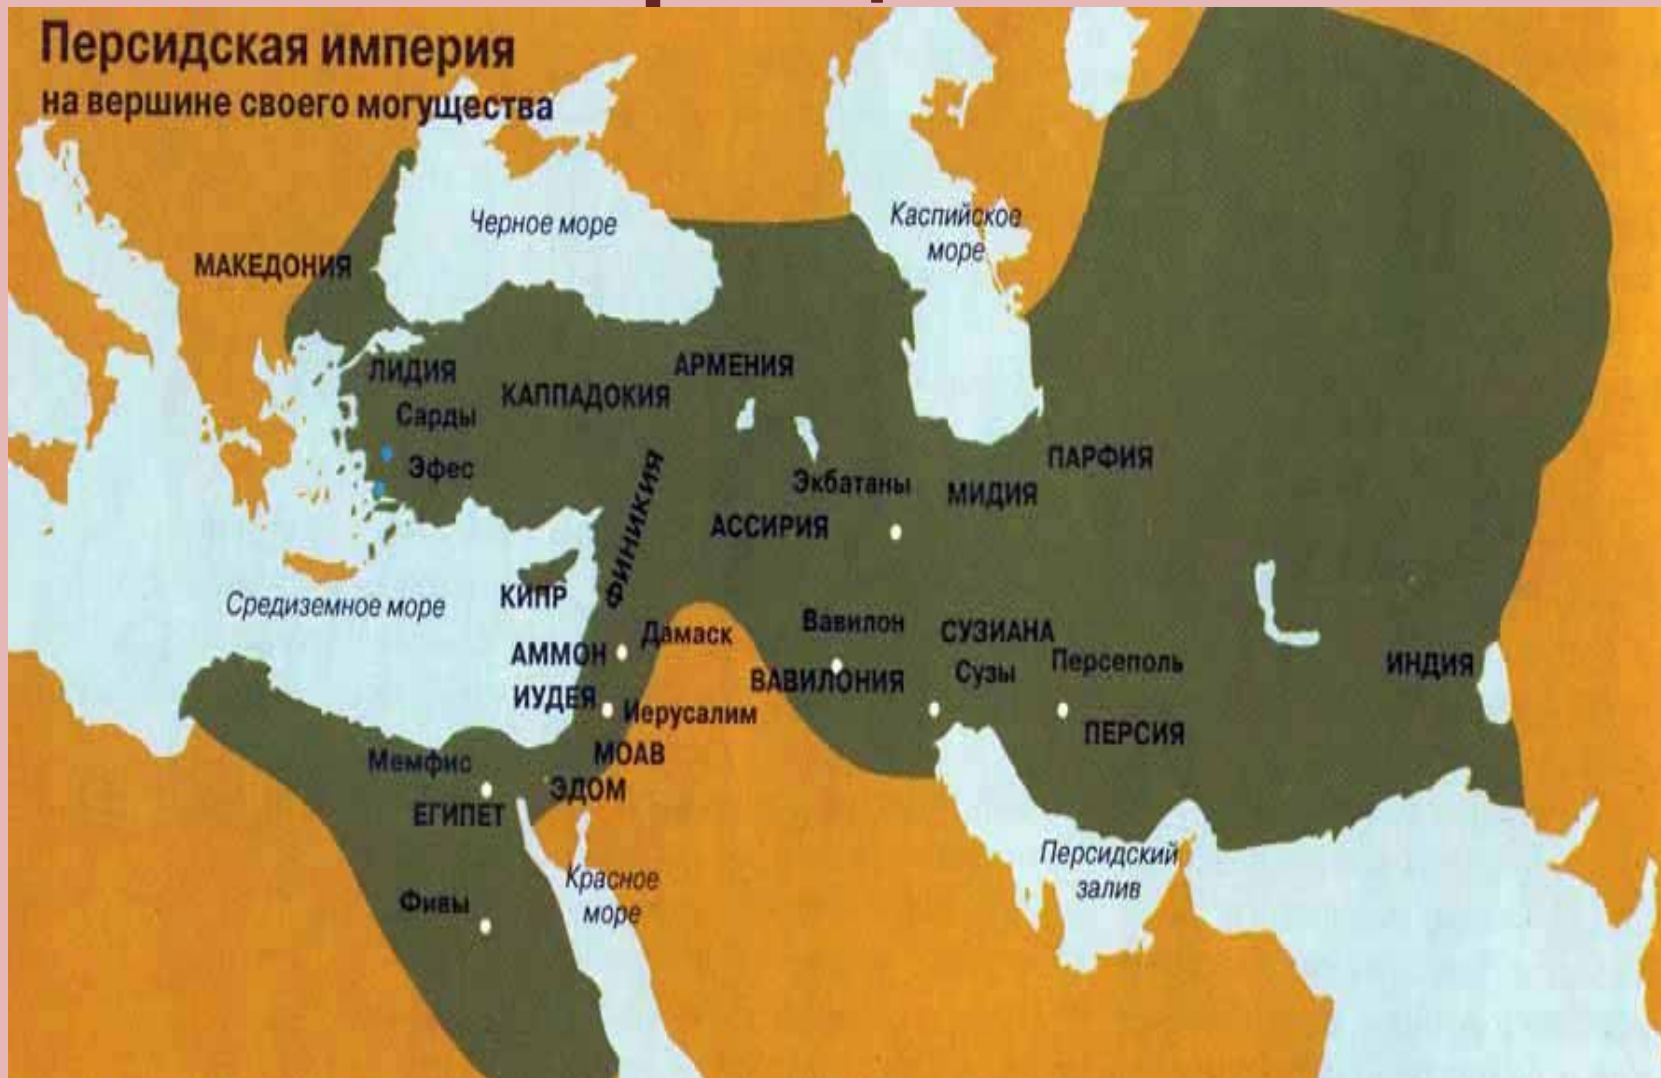 Персидская империя
на вершине своего могущества
Черное море
Каспийское
море
МАКЕДОНИЯ
ЛИДИЯ
АРМЕНИЯ
КАППАДОКИЯ
Сарды
Эфес
ПАРФИЯ
Экбатаны
МИДИЯ
АССИРИЯ
ФИНИКИЯ
Средиземное море
КИПР
Вавилон
СУЗИАНА
Дамаск
АММОН
Персеполь
ИНДИЯ
Сузы
ВАВИЛОНИЯ
ИУДЕЯ
Иерусалим
ПЕРСИЯ
МОАВ
Мемфис
ЭДОМ
ЕГИПЕТ
Персидский
залив
Красное
море
Фивы